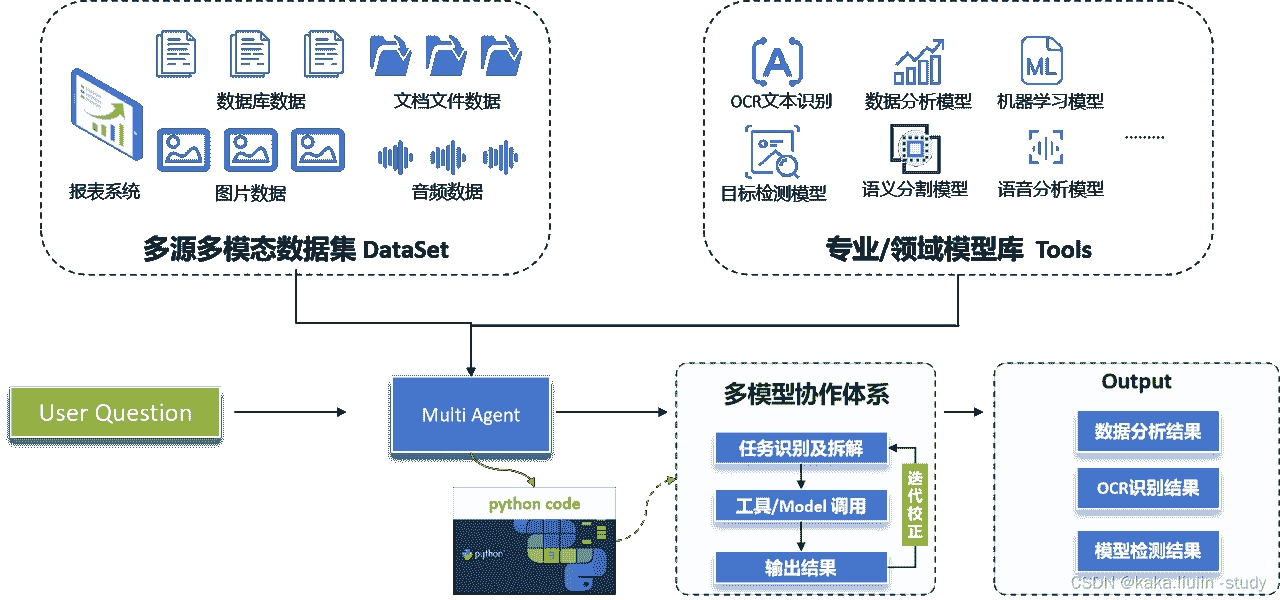 数据库数据
文档文件数据
报表系统
图片数据
音频数据
多源多模态数据集 DataSet
A
OCR文本识别
数据分析模型
ML
机器学习模型
目标检测模型
语义分割模型
语音分析模型
.........
专业/领域模型库 Tools
User Question
Multi Agent
python code
python
多模型协作体系
任务识别及拆解
工具/Model 调用
输出结果
迭代校正
Output
数据分析结果
OCR识别结果
模型检测结果
CSDN @kaka.liulin -study